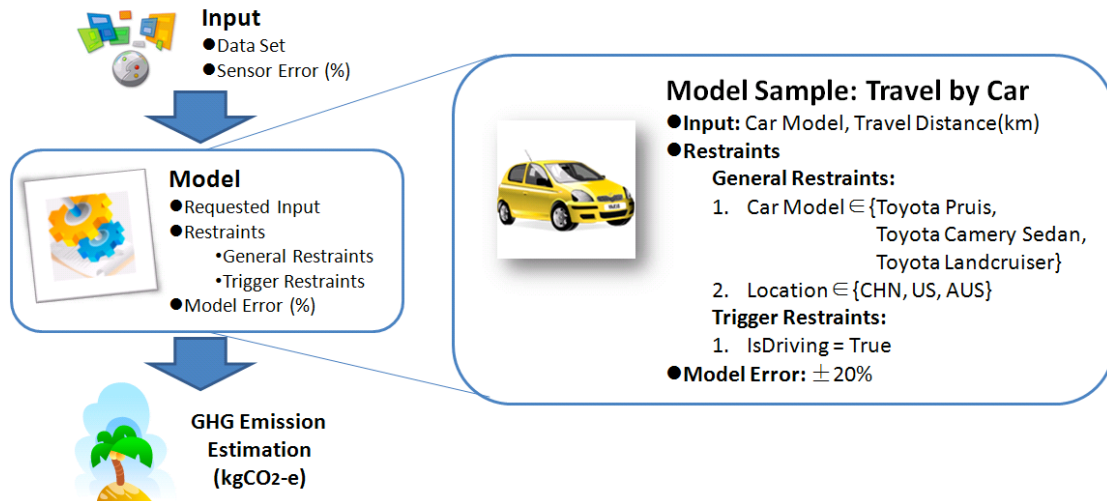 Input
●Data Set
●Sensor Error (%)
Model
●Requested Input
●Restraints
•General Restraints
•Trigger Restraints
●Model Error (%)
GHG Emission
Estimation
(kgCO2-e)
Model Sample: Travel by Car
●Input: Car Model, Travel Distance(km)
●Restraints
General Restraints:
1. Car Model ∈{Toyota Pruis,
Toyota Camery Sedan,
Toyota Landcruiser}
2. Location ∈{CHN, US, AUS}
Trigger Restraints:
1. IsDriving = True
●Model Error: ±20%